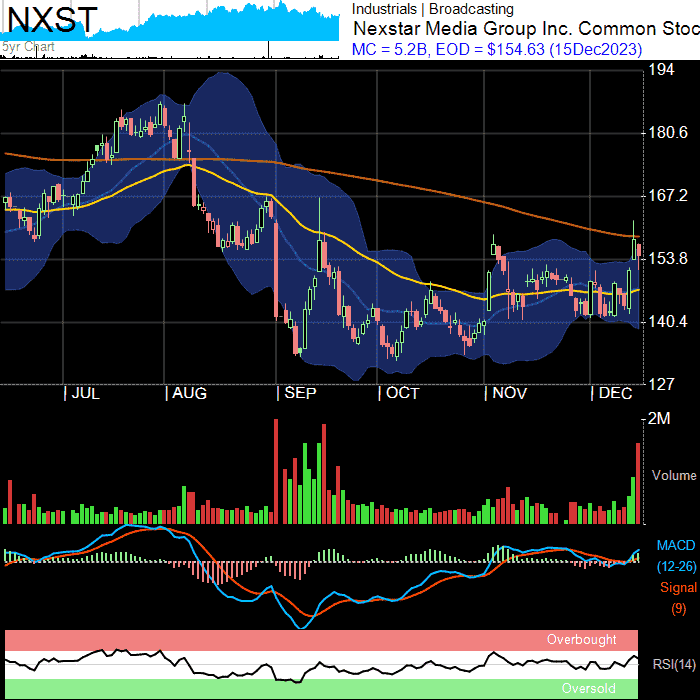 NXST
5yr Chart
Industrials | Broadcasting
Nexstar Media Group Inc. Common Stoc
MC = 5.2B, EOD = $154.63 (15Dec2023)
194
180.6
167.2
153.8
140.4
127
| JUL | AUG | SEP | OCT | NOV | DEC
2M
Volume
MACD
(12-26)
Signal
(9)
Overbought
RSI(14)
Oversold